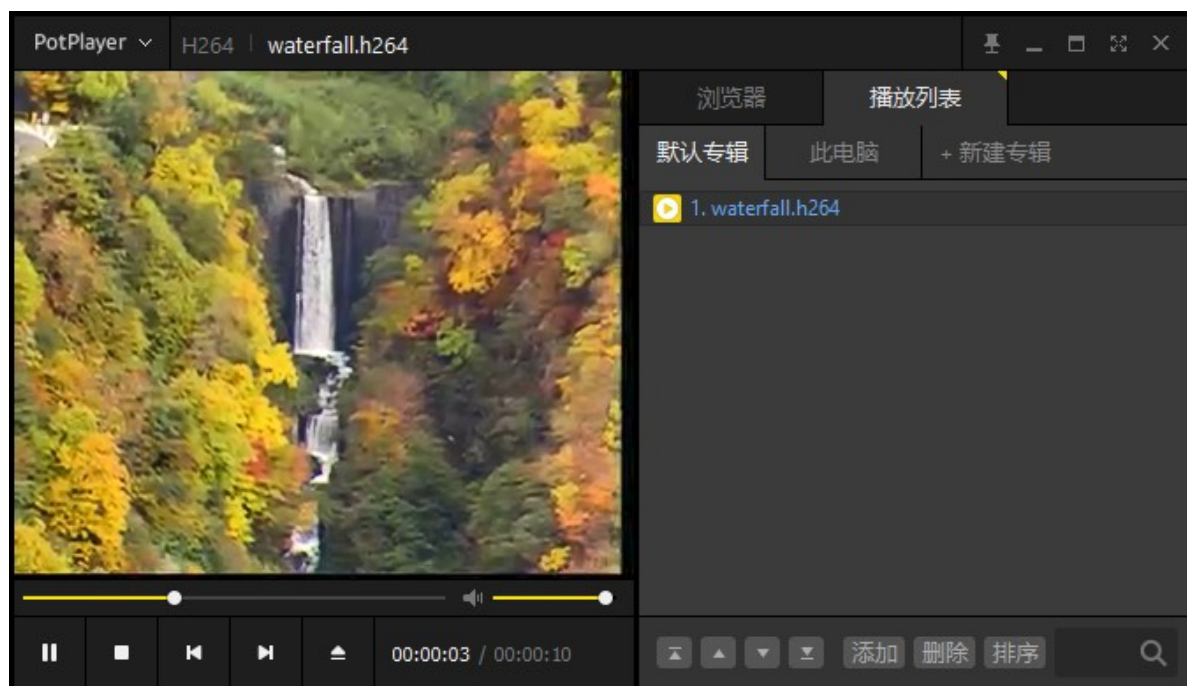 PotPlayer H264 waterfall.h264
浏览器 播放列表
默认专辑 此电脑 + 新建专辑
1. waterfall.h264
00:00:03 / 00:00:10 添加 删除 排序